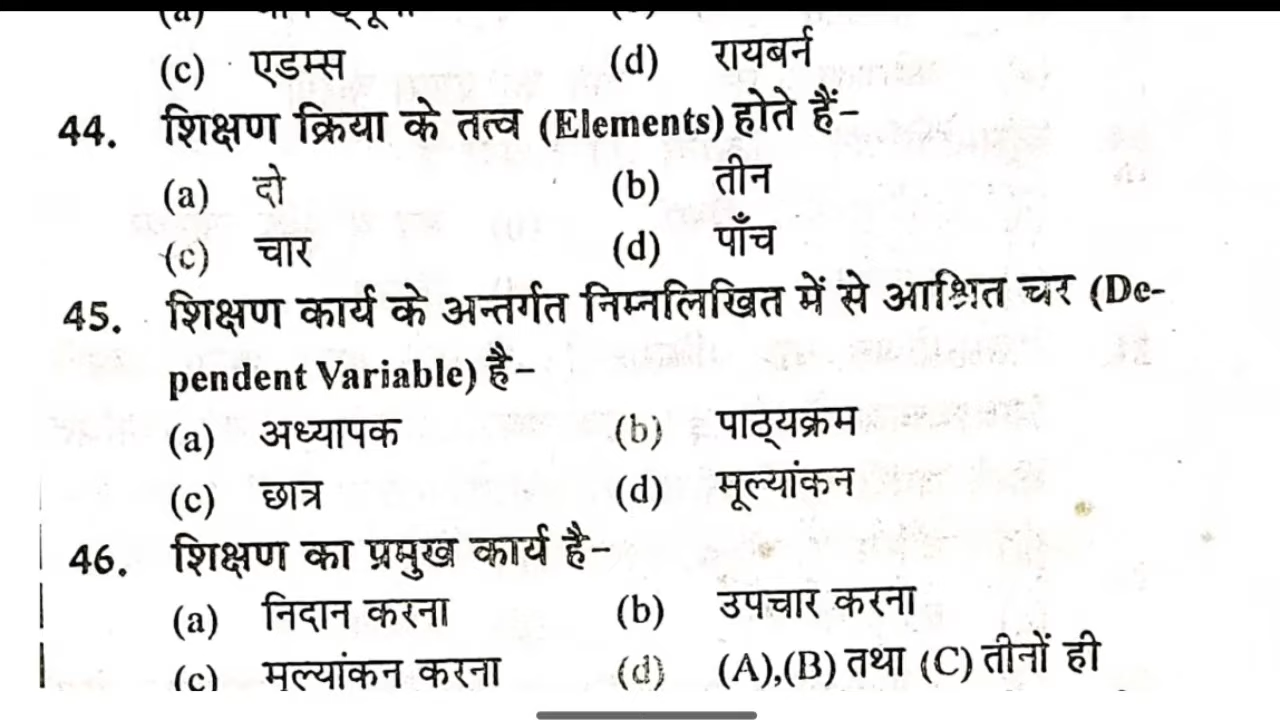 (c) एडम्स (d) रायबर्न
44. शिक्षण क्रिया के तत्व (Elements) होते हैं-
(a) दो (b) तीन
(c) चार (d) पाँच
45. शिक्षण कार्य के अन्तर्गत निम्नलिखित में से आश्रित चर (De-
pendent Variable) है-
(a) अध्यापक (b) पाठ्यक्रम
(c) छात्र (d) मूल्यांकन
46. शिक्षण का प्रमुख कार्य है-
(a) निदान करना (b) उपचार करना
(c) मूल्यांकन करना (d) (A),(B) तथा (C) तीनों ही